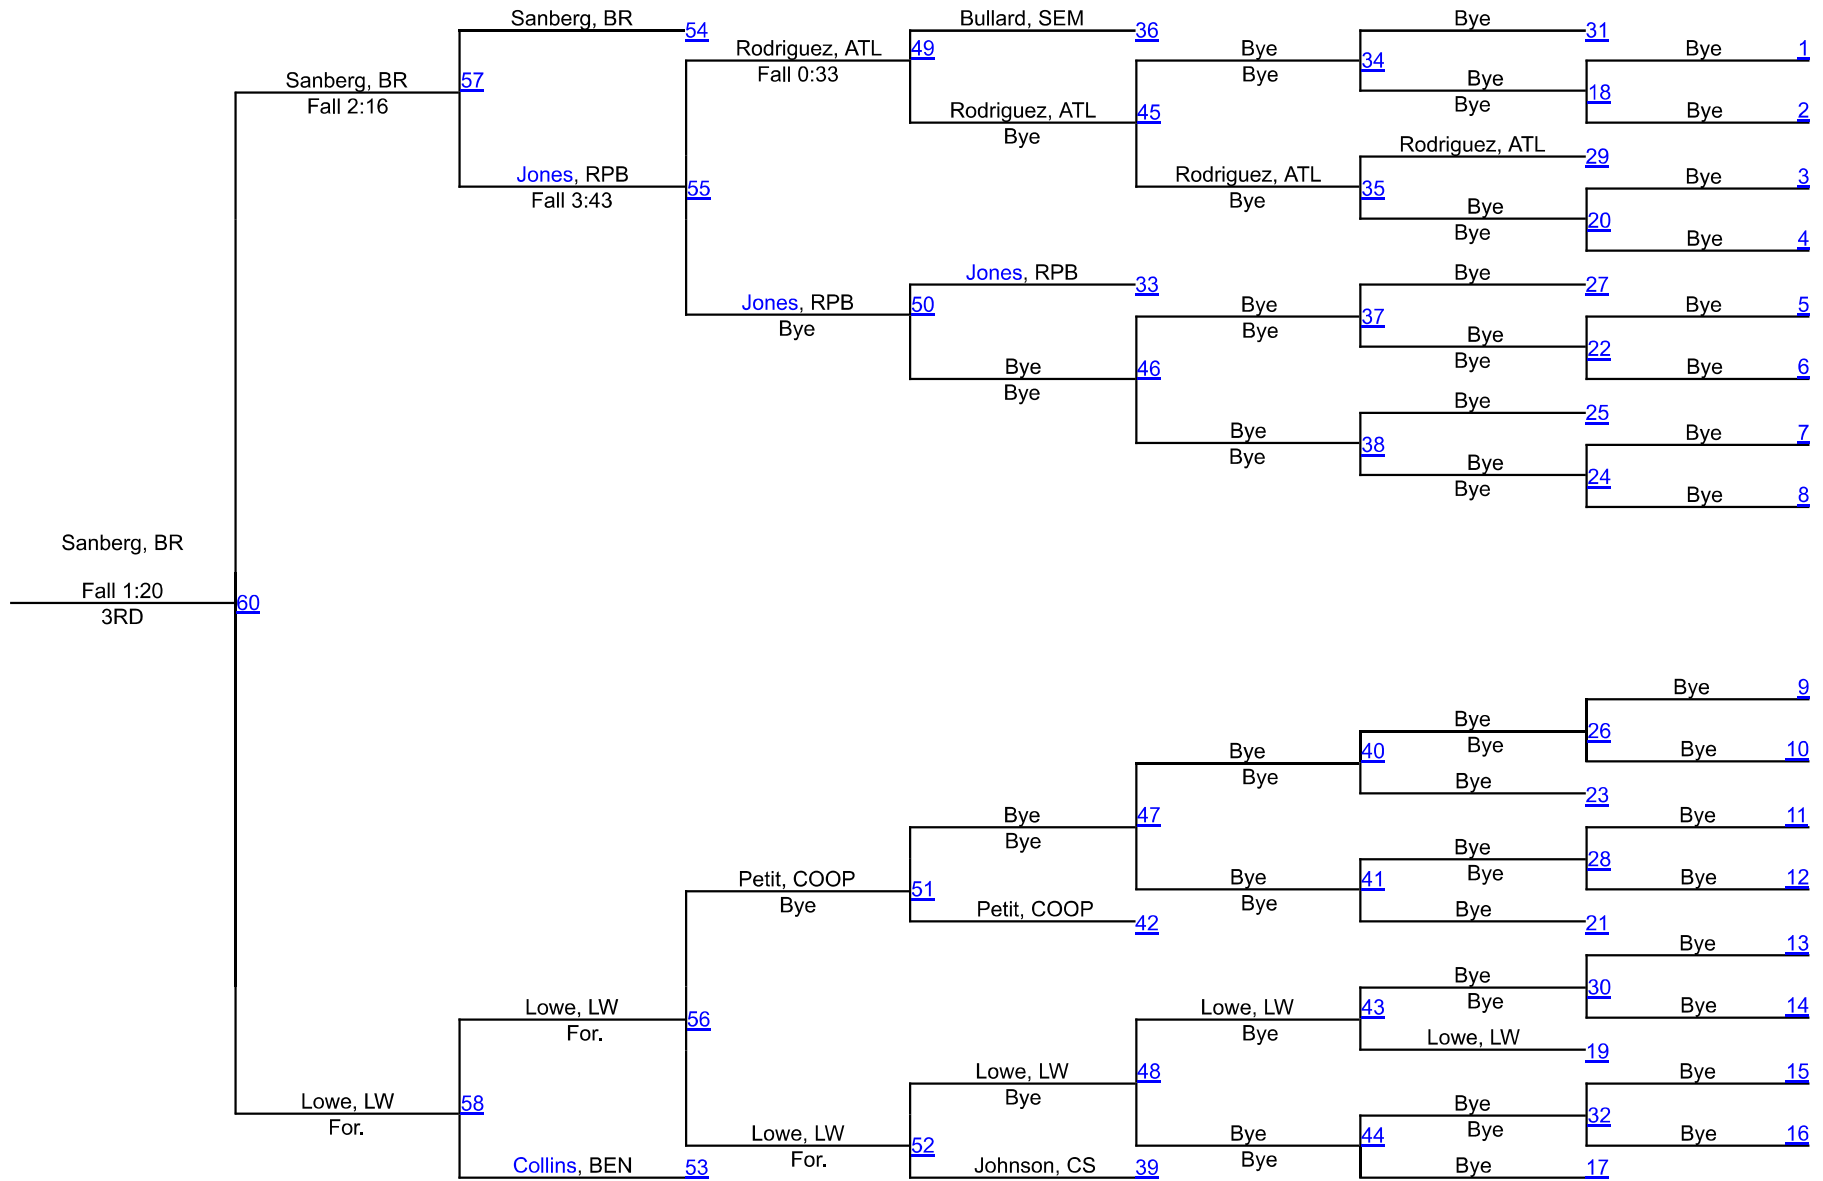 Sanberg, BR 54 Bullard, SEM 36 Bye 31
Rodriguez, ATL 49 Bye Bye 1
Sanberg, BR 57 Fall 0:33 Bye 34 Bye 18
Fall 2:16 Rodriguez, ATL 45 Bye 2
Bye Rodriguez, ATL 29
Jones, RPB 55 Rodriguez, ATL 35 Bye 3
Fall 3:43 Bye Bye 20
Bye Bye 4
Jones, RPB 33 Bye 27
Jones, RPB 50 Bye 37 Bye 5
Bye Bye Bye 22
Bye 46 Bye Bye 6
Bye Bye 25
Bye 38 Bye 7
Bye Bye 24
Bye Bye 8
Sanberg, BR
Fall 1:20 60
3RD
Bye 9
Bye 26
Bye 40 Bye Bye 10
Bye Bye 23
Bye 47 Bye 11
Bye Bye 28
Petit, COOP 51 Bye 41 Bye Bye 12
Bye Petit, COOP 42 Bye Bye 21
Bye 13
Bye 30
Lowe, LW 56 Lowe, LW 43 Bye Bye 14
For. Bye Lowe, LW 19
Lowe, LW 48 Bye 15
Lowe, LW 58 Bye Bye 32
For. Lowe, LW 52 Bye 44 Bye Bye 16
Collins, BEN 53 For. Johnson, CS 39 Bye Bye 17